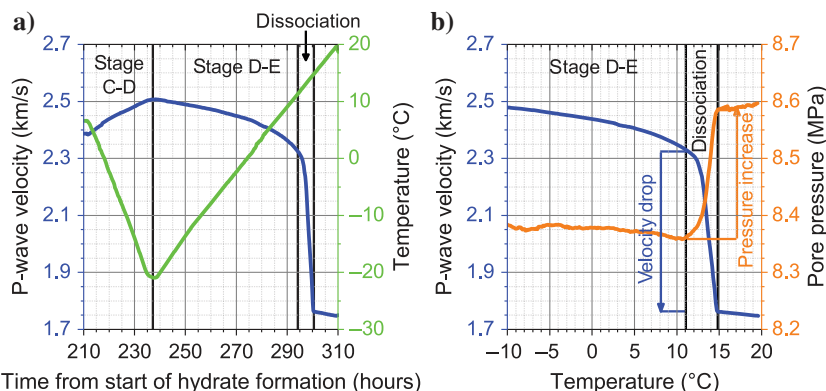 a)
Dissociation
2.7
2.5
2.3
2.1
1.9
1.7
P-wave velocity (km/s)
Stage
C-D
Stage D-E
20
10
0
−10
−20
−30
Temperature (°C)
210
230
250
270
290
310
Time from start of hydrate formation (hours)
b)
2.7
2.5
2.3
2.1
1.9
1.7
P-wave velocity (km/s)
Stage D-E
Dissociation
Velocity drop
Pressure increase
8.7
8.6
8.5
8.4
8.3
8.2
Pore pressure (MPa)
−10
−5
0
5
10
15
20
Temperature (°C)